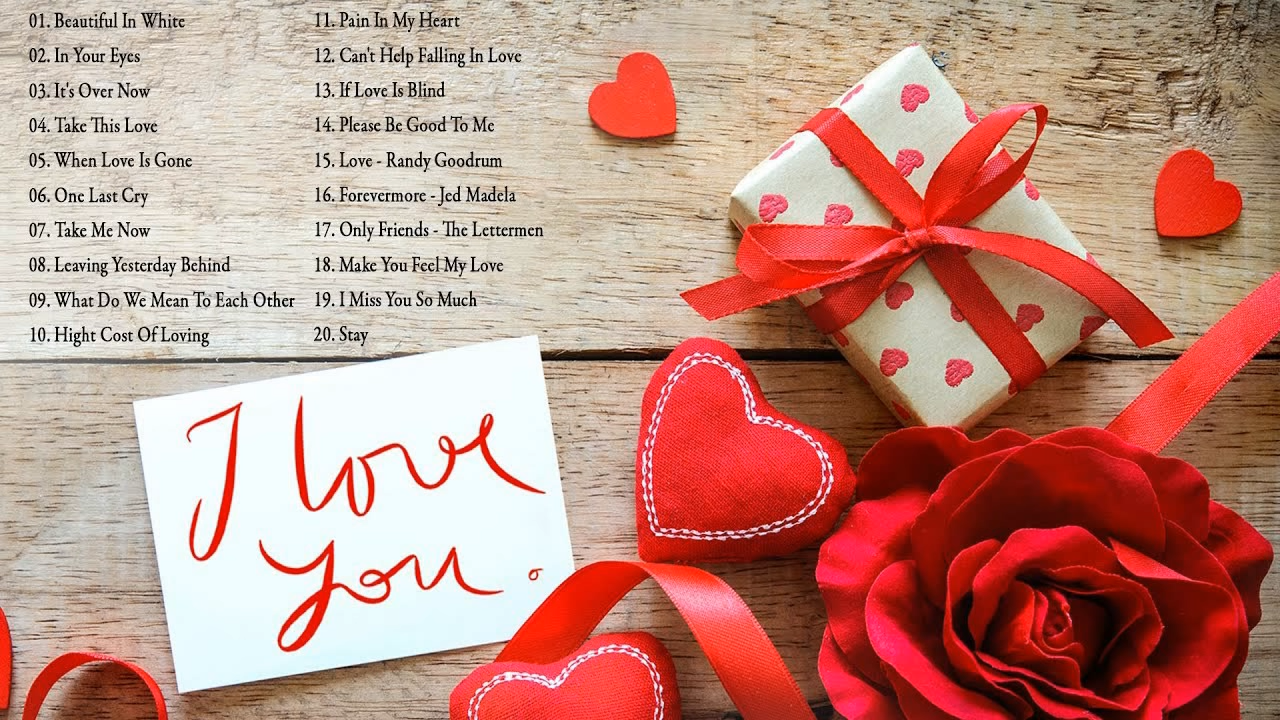 01. Beautiful In White
02. In Your Eyes
03. It's Over Now
04. Take This Love
05. When Love Is Gone
06. One Last Cry
07. Take Me Now
08. Leaving Yesterday Behind
09. What Do We Mean To Each Other
10. Hight Cost Of Loving
11. Pain In My Heart
12. Can't Help Falling In Love
13. If Love Is Blind
14. Please Be Good To Me
15. Love - Randy Goodrum
16. Forevermore - Jed Madela
17. Only Friends - The Lettermen
18. Make You Feel My Love
19. I Miss You So Much
20. Stay
I love
you.